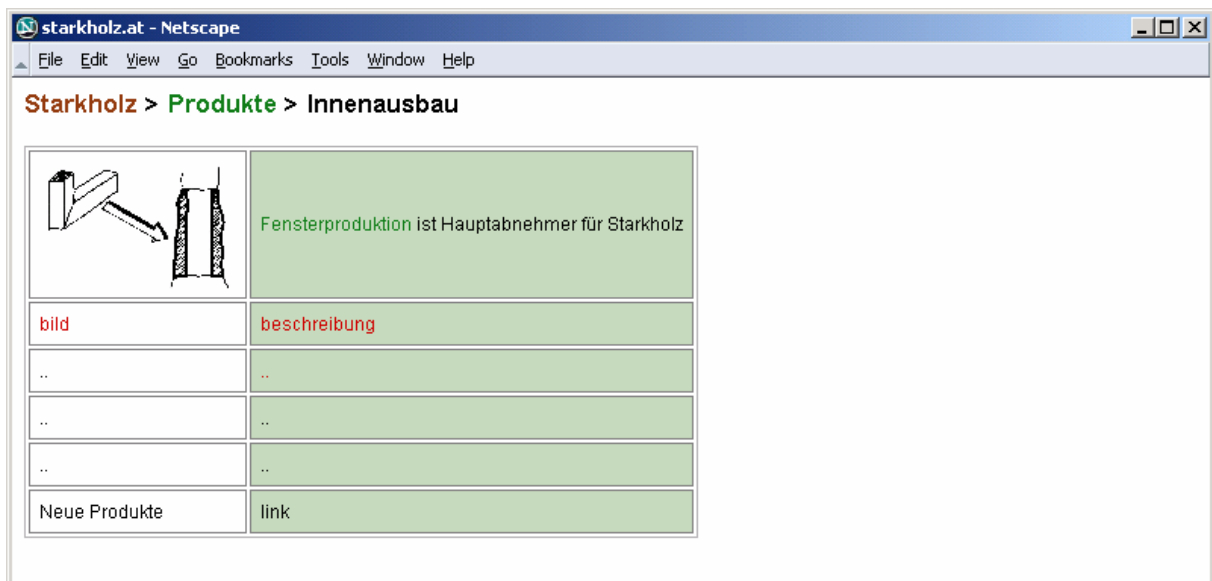 starkholz.at - Netscape
File Edit View Go Bookmarks Tools Window Help
Starkholz > Produkte > Innenausbau
Fensterproduktion ist Hauptabnehmer für Starkholz
bild beschreibung
.. ..
.. ..
.. ..
Neue Produkte link